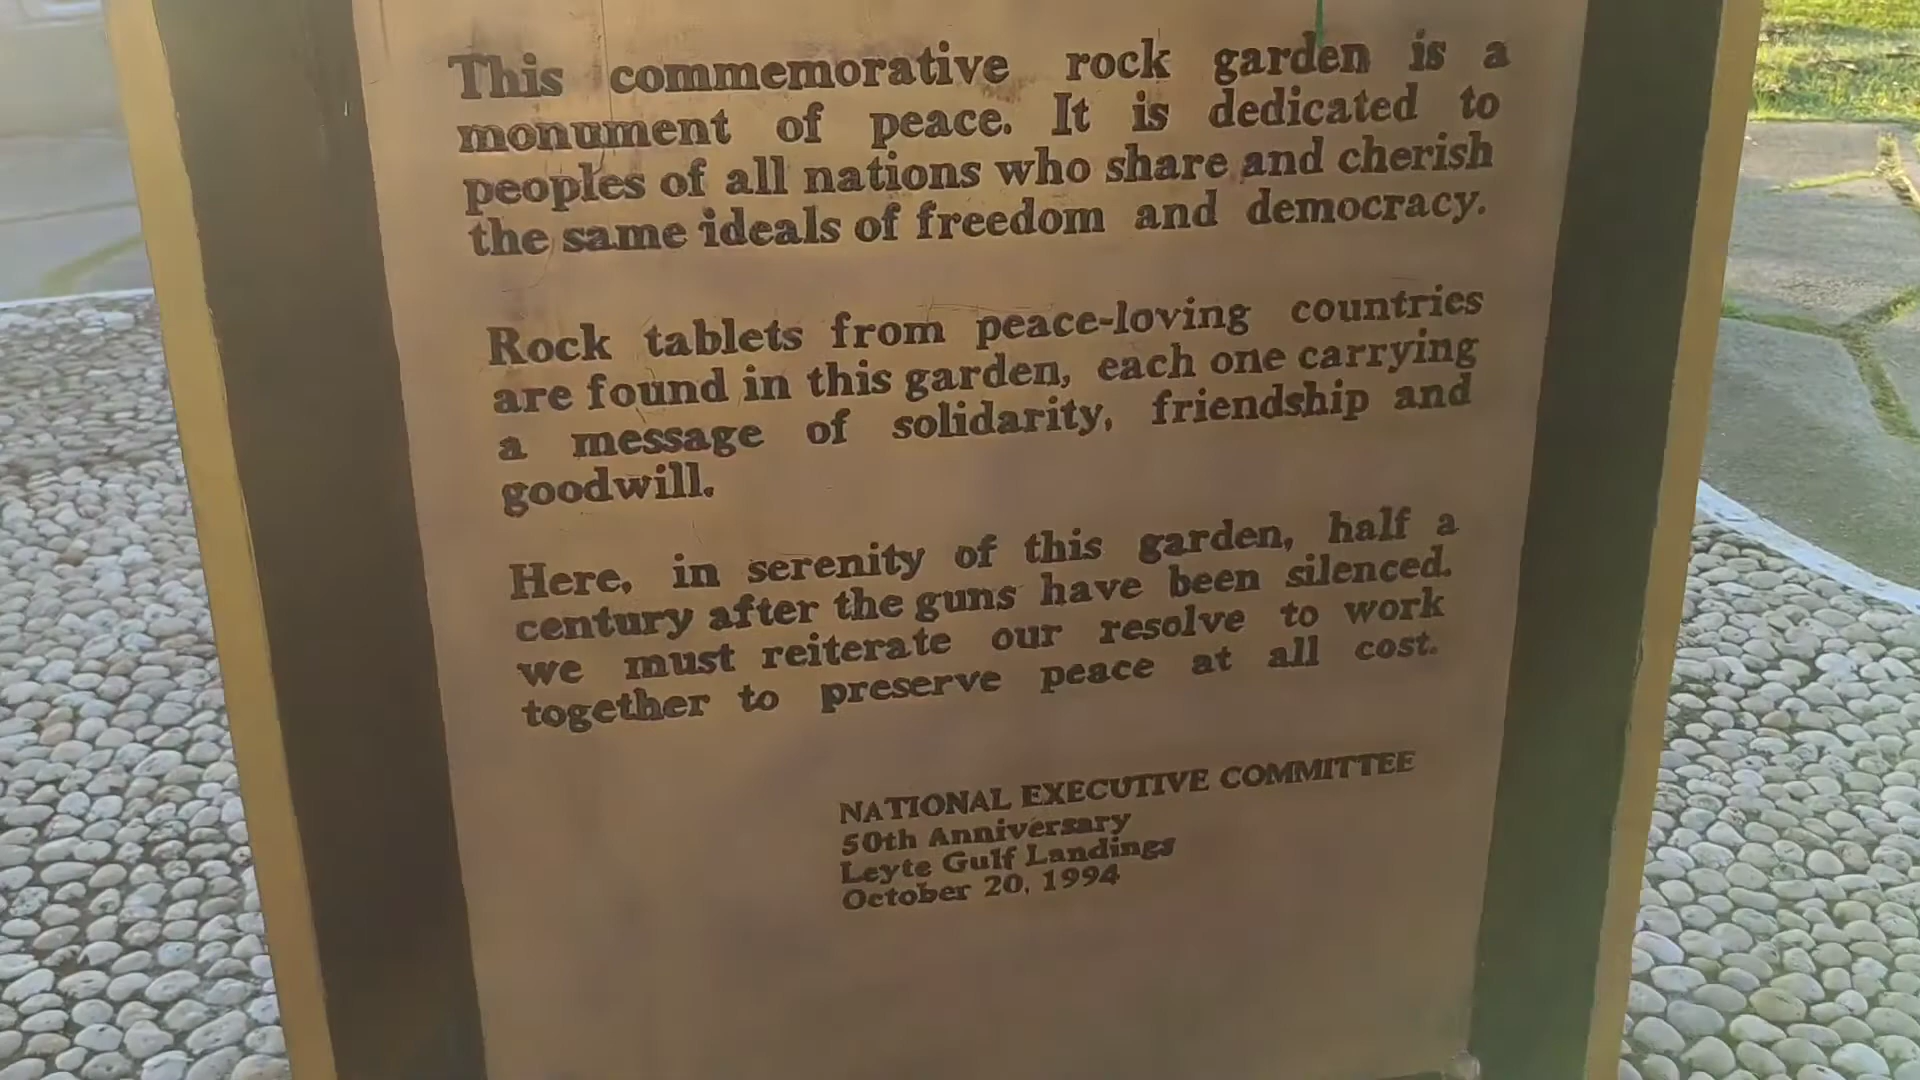 This commemorative rock garden is a
monument of peace. It is dedicated to
peoples of all nations who share and cherish
the same ideals of freedom and democracy.
Rock tablets from peace-loving countries
are found in this garden, each one carrying
a message of solidarity, friendship and
goodwill.
Here, in serenity of this garden, half a
century after the guns have been silenced,
we must reiterate our resolve to work
together to preserve peace at all cost.
NATIONAL EXECUTIVE COMMITTEE
50th Anniversary
Leyte Gulf Landings
October 20, 1994